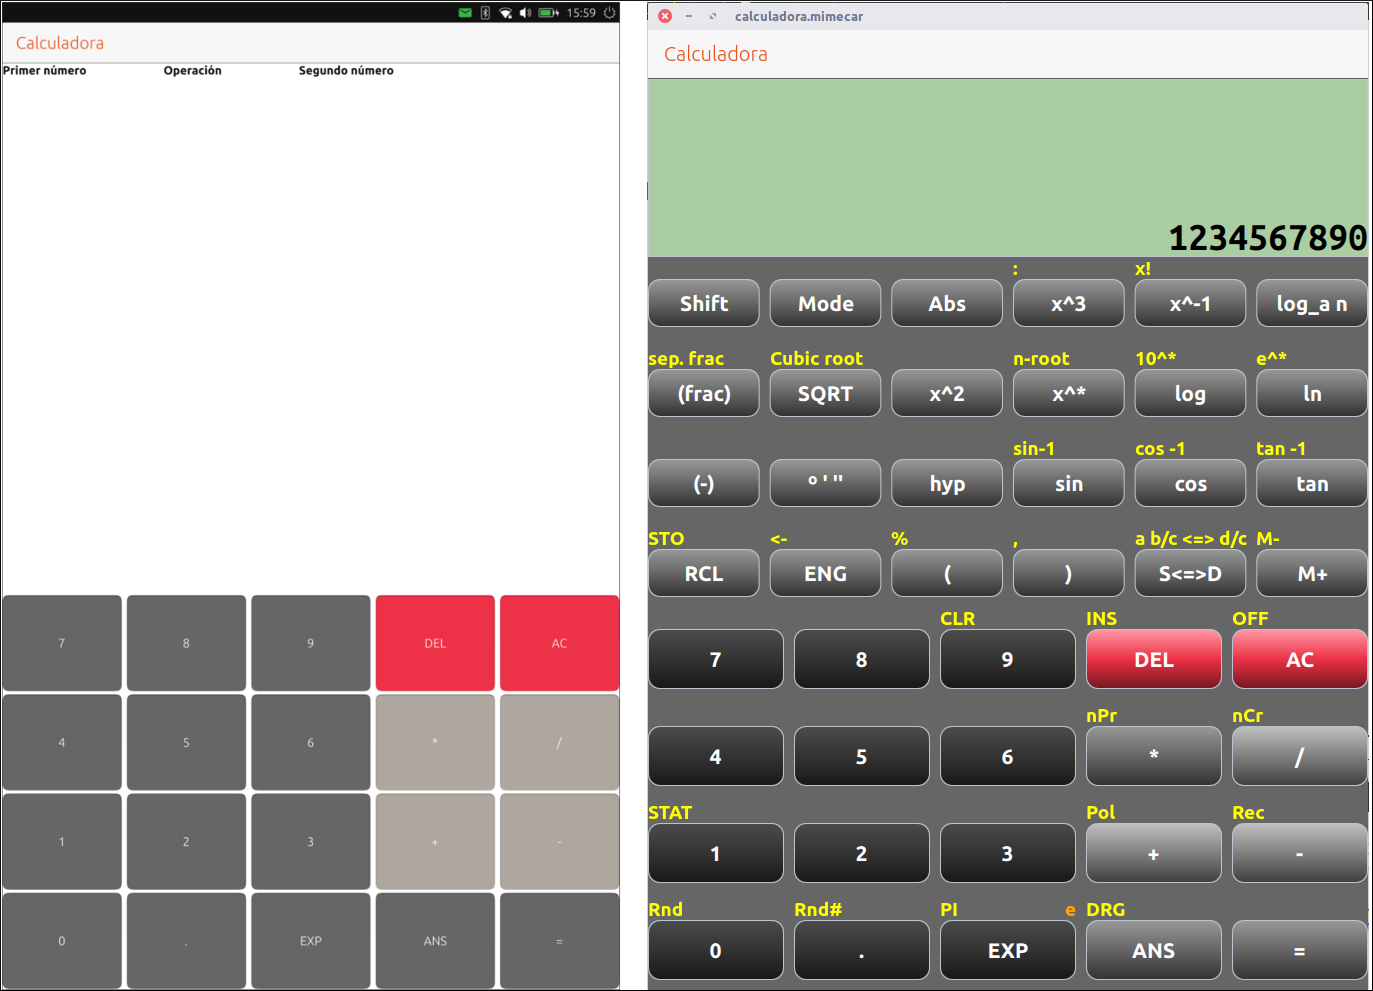 15:59
Calculadora
Primer número Operación Segundo número
7 8 9 DEL AC
4 5 6 * /
1 2 3 + -
0 . EXP ANS =
calculadora.mimecar
Calculadora
1234567890
: x!
Shift Mode Abs x^3 x^-1 log_a n
sep. frac Cubic root n-root 10^* e^*
(frac) SQRT x^2 x^* log ln
sin-1 cos -1 tan -1
(-) º ' " hyp sin cos tan
STO <- % , a b/c <=> d/c M-
RCL ENG ( ) S<=>D M+
CLR INS OFF
7 8 9 DEL AC
nPr nCr
4 5 6 * /
STAT Pol Rec
1 2 3 + -
Rnd Rnd# PI e DRG
0 . EXP ANS =